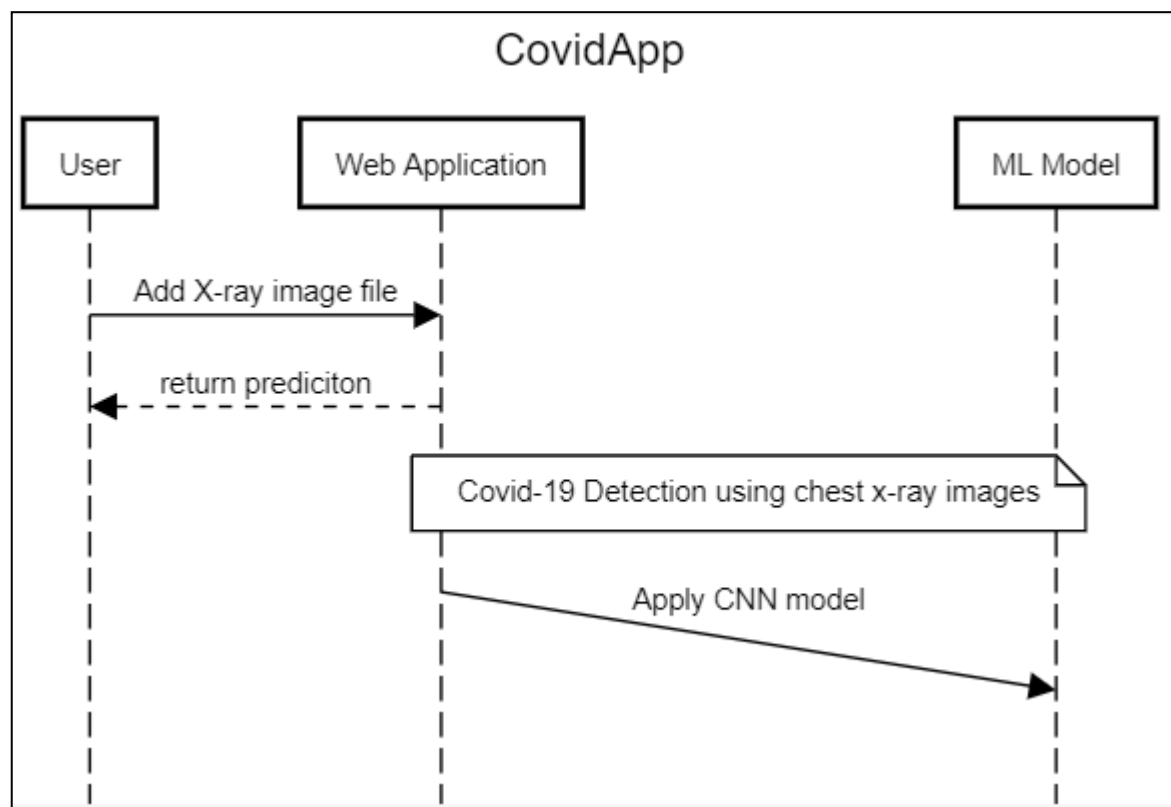 CovidApp
User
Web Application
ML Model
Add X-ray image file
return prediciton
Covid-19 Detection using chest x-ray images
Apply CNN model